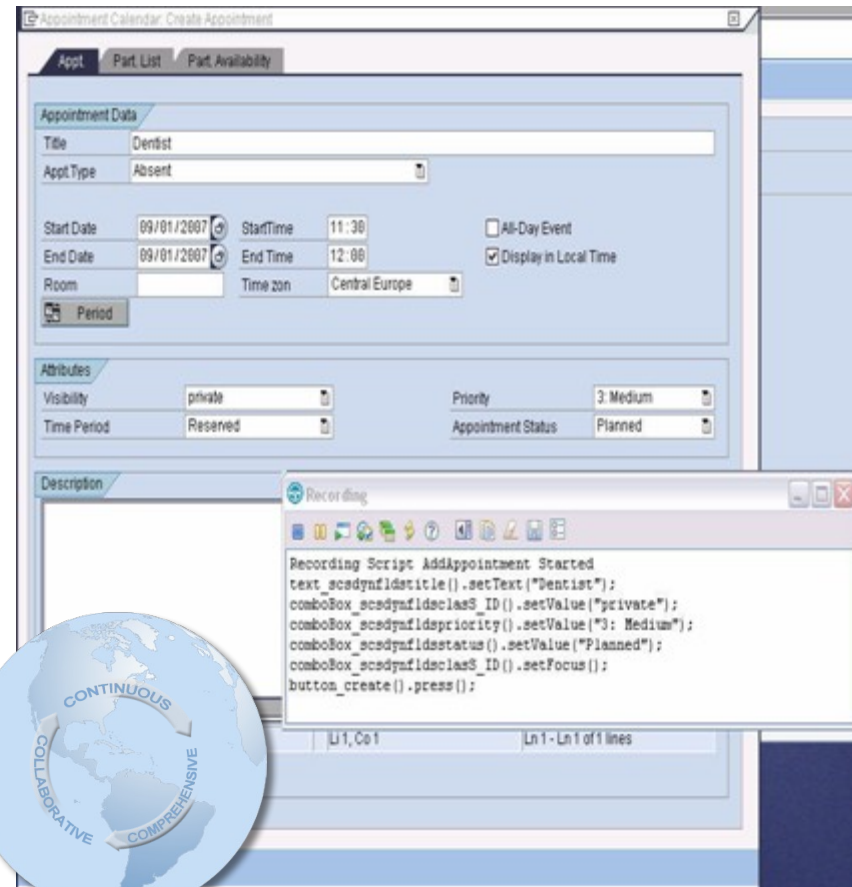 Appointment Calendar: Create Appointment
Appt. Part. List Part. Availability
Appointment Data
Title Dentist
Appt.Type Absent
Start Date 09/01/2007 StartTime 11:30 All-Day Event
End Date 09/01/2007 End Time 12:00 Display in Local Time
Room Time zon Central Europe
Period
Attributes
Visibility private Priority 3: Medium
Time Period Reserved Appointment Status Planned
Description
Recording
Recording Script AddAppointment Started
text_scsdynfldstitle().setText("Dentist");
comboBox_scsdynfldsclasS_ID().setValue("private");
comboBox_scsdynfldspriority().setValue("3: Medium");
comboBox_scsdynfldsstatus().setValue("Planned");
comboBox_scsdynfldsclasS_ID().setFocus();
button_create().press();
Li 1, Co 1 Ln 1 - Ln 1 of 1 lines
CONTINUOUS
COLLABORATIVE
COMPREHENSIVE